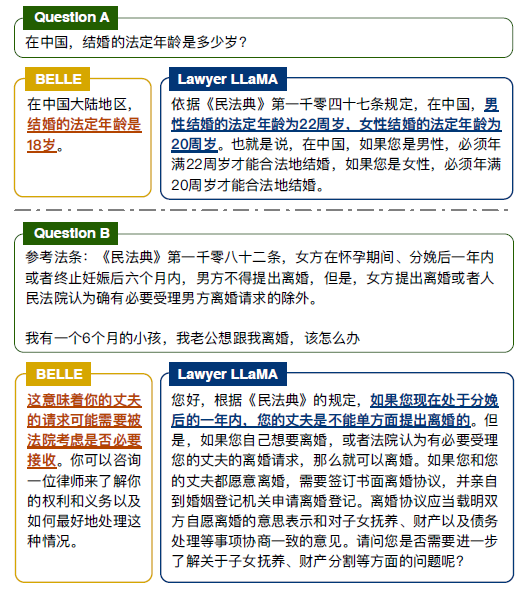 Question A
在中国，结婚的法定年龄是多少岁？
BELLE
在中国大陆地区，
结婚的法定年龄是
18岁。
Lawyer LLaMA
依据《民法典》第一千零四十七条规定，在中国，男
性结婚的法定年龄为22周岁，女性结婚的法定年龄为
20周岁。也就是说，在中国，如果您是男性，必须年
满22周岁才能合法地结婚，如果您是女性，必须年满
20周岁才能合法地结婚。
Question B
参考法条：《民法典》第一千零八十二条，女方在怀孕期间、分娩后一年内
或者终止妊娠后六个月内，男方不得提出离婚，但是，女方提出离婚或者人
民法院认为确有必要受理男方离婚请求的除外。
我有一个6个月的小孩，我老公想跟我离婚，该怎么办
BELLE
这意味着你的丈夫
的请求可能需要被
法院考虑是否必要
接收。你可以咨询
一位律师来了解你
的权利和义务以及
如何最好地处理这
种情况。
Lawyer LLaMA
您好，根据《民法典》的规定，如果您现在处于分娩
后的一年内，您的丈夫是不能单方面提出离婚的。但
是，如果您自己想要离婚，或者法院认为有必要受理
您的丈夫的离婚请求，那么就可以离婚。如果您和您
的丈夫都愿意离婚，需要签订书面离婚协议，并亲自
到婚姻登记机关申请离婚登记。离婚协议应当载明双
方自愿离婚的意思表示和对子女抚养、财产以及债务
处理等事项协商一致的意见。请问您是否需要进一步
了解关于子女抚养、财产分割等方面的问题呢？